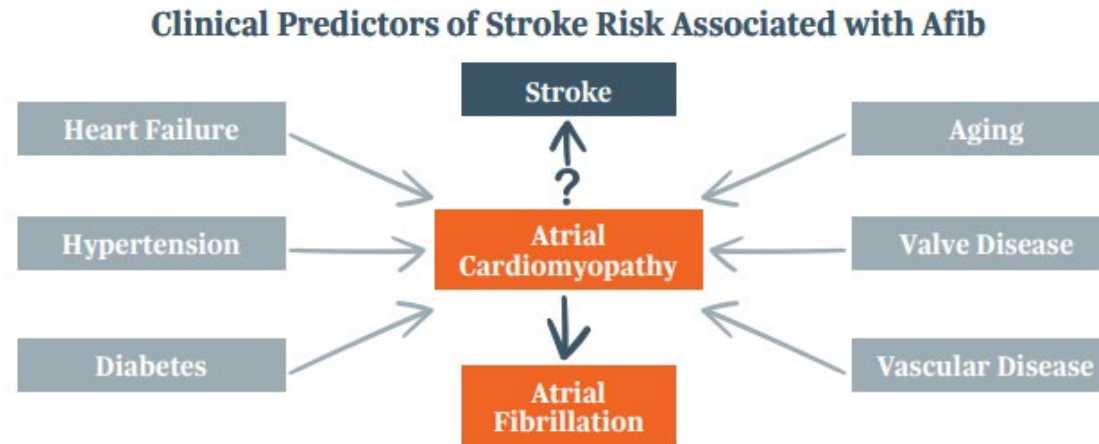 Clinical Predictors of Stroke Risk Associated with Afib
Stroke
Heart Failure
Aging
?
Hypertension
Atrial
Cardiomyopathy
Valve Disease
Diabetes
Vascular Disease
Atrial
Fibrillation